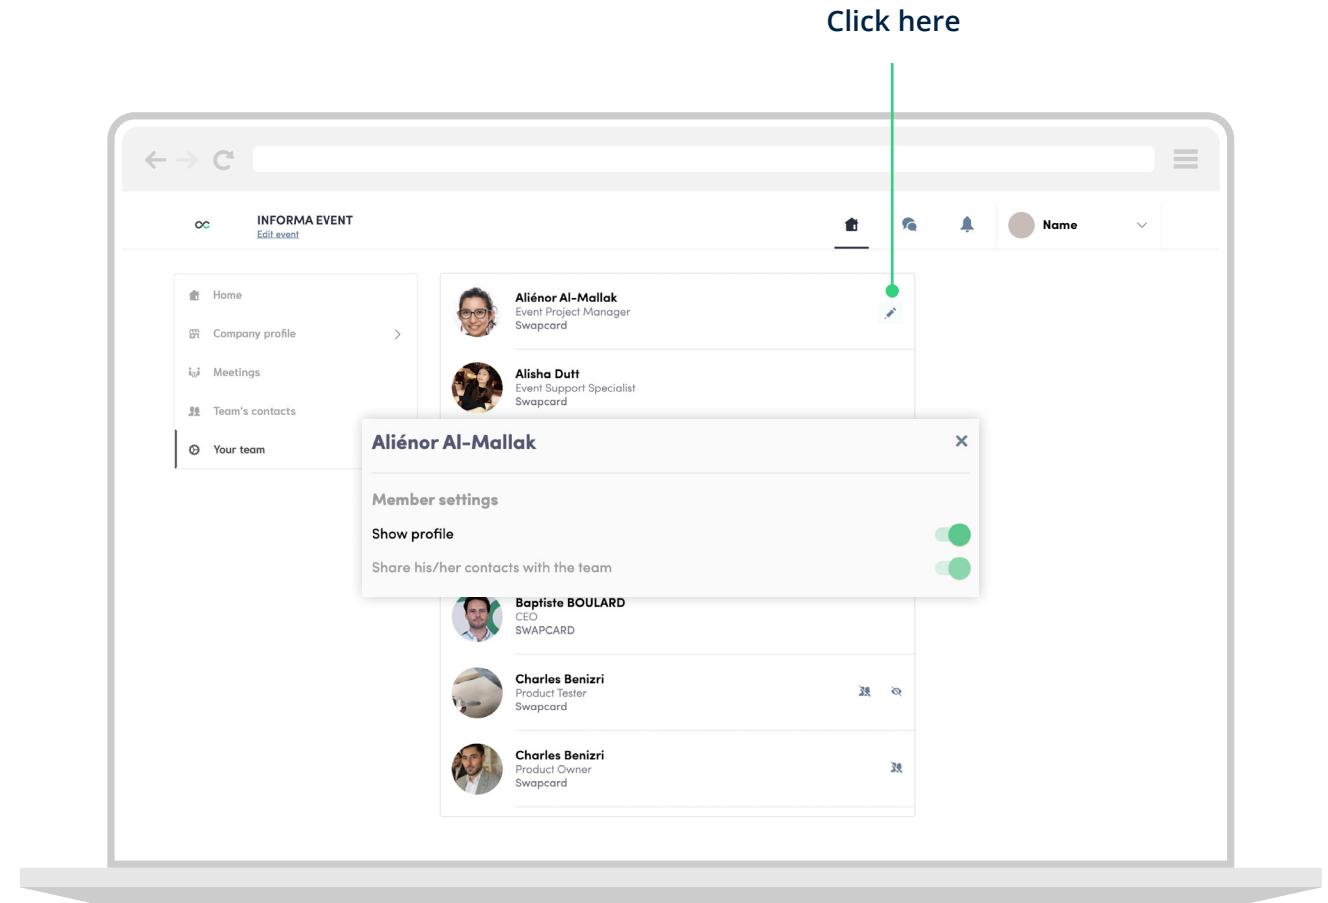 Click here
INFORMA EVENT
Edit event
Name
Home
Company profile
Meetings
Team's contacts
Your team
Aliénor Al-Mallak
Event Project Manager
Swapcard
Alisha Dutt
Event Support Specialist
Swapcard
Aliénor Al-Mallak
Member settings
Show profile
Share his/her contacts with the team
Baptiste BOULARD
CEO
SWAPCARD
Charles Benizri
Product Tester
Swapcard
Charles Benizri
Product Owner
Swapcard